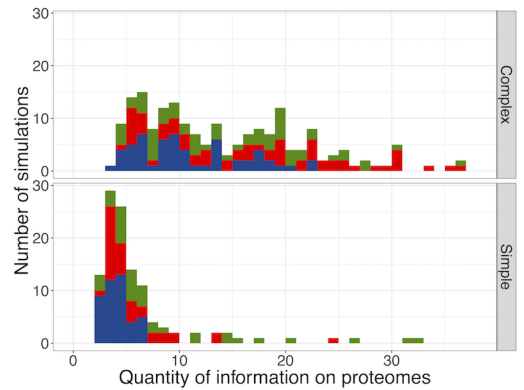 30
20
10
0
Complex
30
20
10
0
Simple
Number of simulations
0 10 20 30
Quantity of information on proteomes